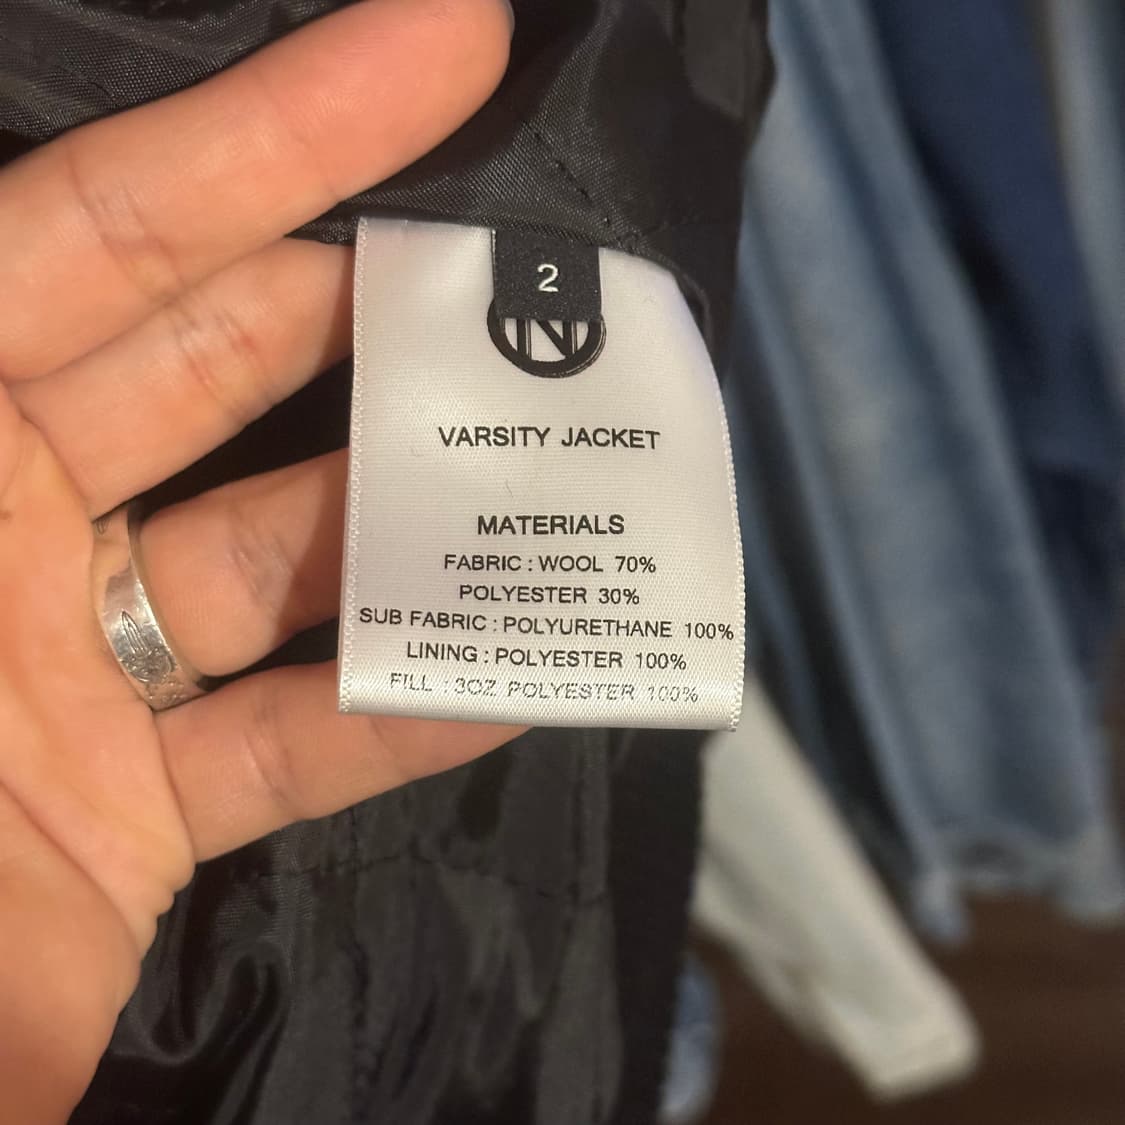 2
N
VARSITY JACKET
MATERIALS
FABRIC : WOOL 70%
POLYESTER 30%
SUB FABRIC : POLYURETHANE 100%
LINING : POLYESTER 100%
FILL : 3OZ POLYESTER 100%